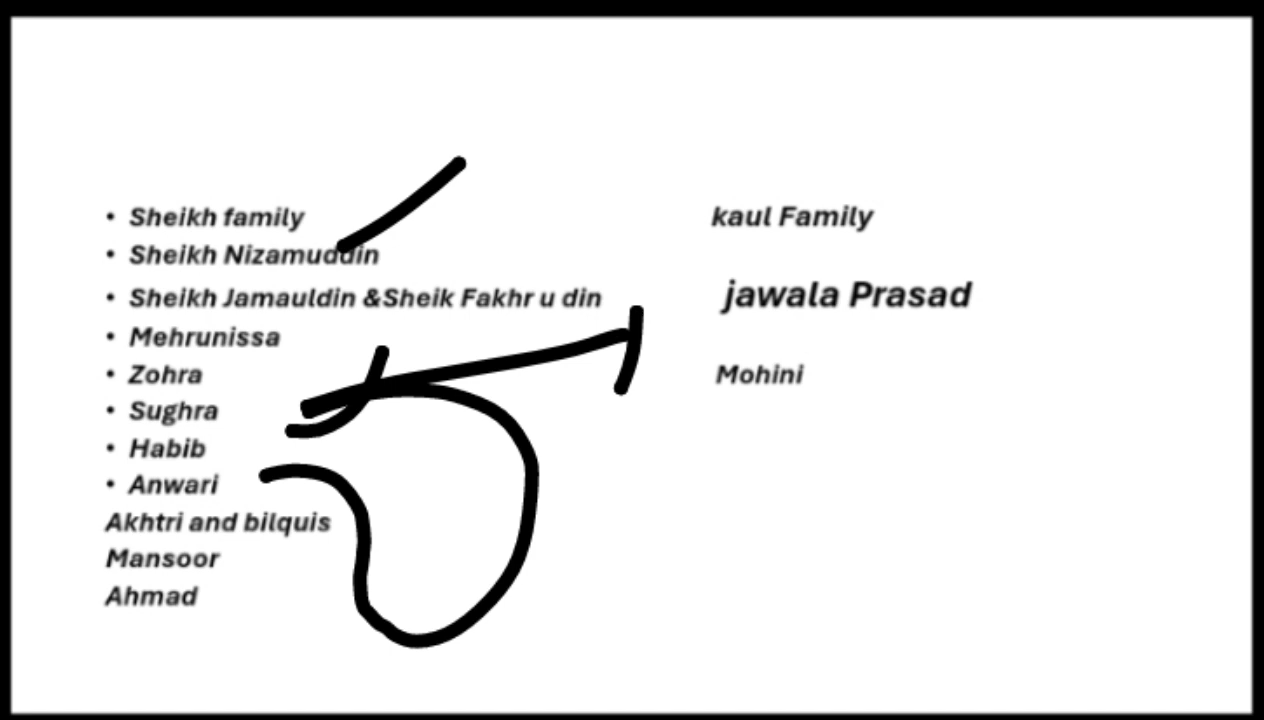 • Sheikh family
• Sheikh Nizamuddin
• Sheikh Jamauldin &Sheik Fakhr u din
• Mehrunissa
• Zohra
• Sughra
• Habib
• Anwari
Akhtri and bilquis
Mansoor
Ahmad
kaul Family
jawala Prasad
Mohini